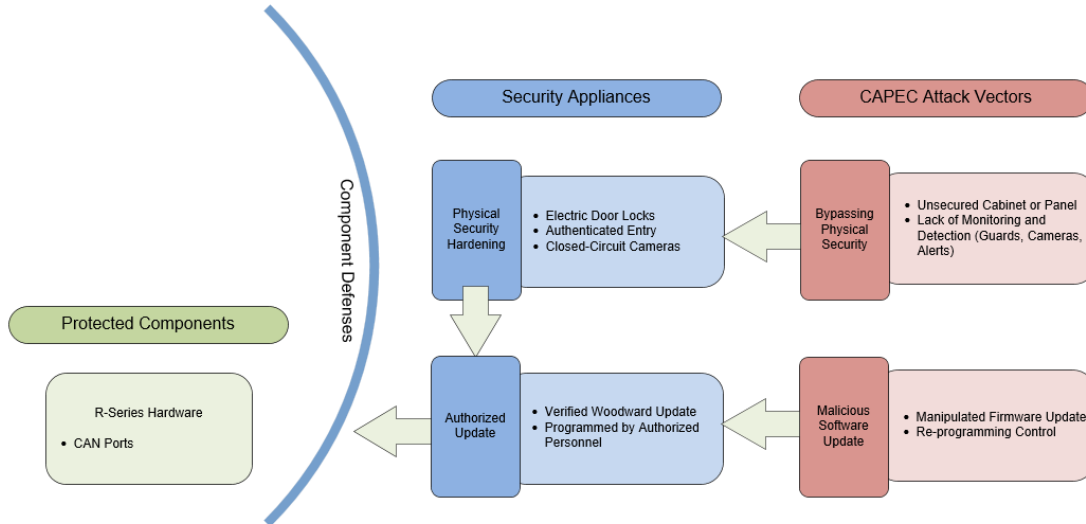 Security Appliances
CAPEC Attack Vectors
Component Defenses
Physical
Security
Hardening
• Electric Door Locks
• Authenticated Entry
• Closed-Circuit Cameras
Bypassing
Physical
Security
• Unsecured Cabinet or Panel
• Lack of Monitoring and
Detection (Guards, Cameras,
Alerts)
Protected Components
R-Series Hardware
• CAN Ports
Authorized
Update
• Verified Woodward Update
• Programmed by Authorized
Personnel
Malicious
Software
Update
• Manipulated Firmware Update
• Re-programming Control